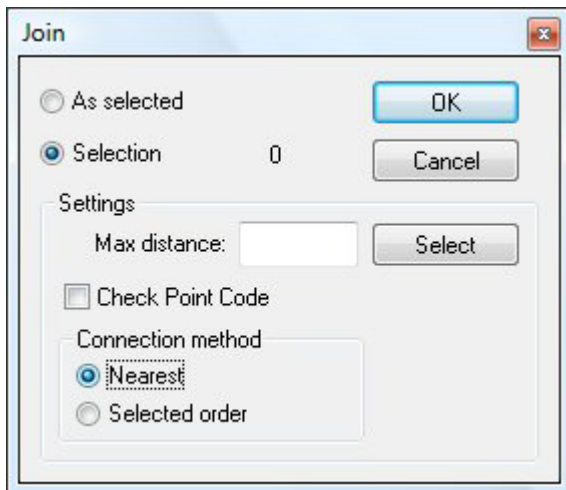 Join
As selected
OK
Selection 0
Cancel
Settings
Max distance:
Select
Check Point Code
Connection method
Nearest
Selected order